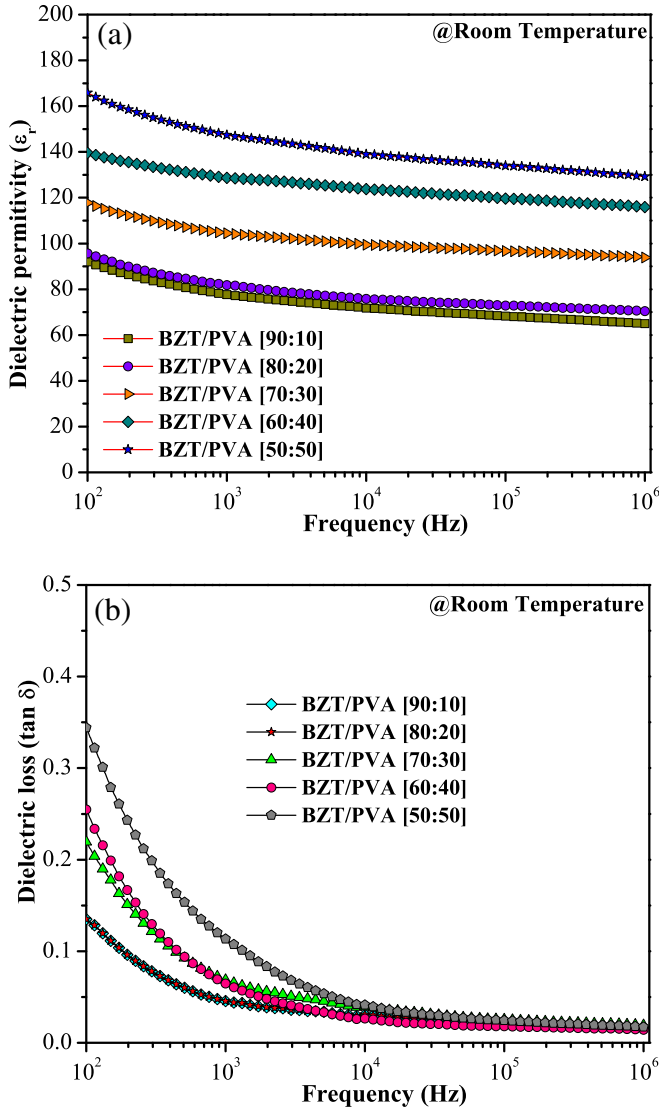 (a)
@Room Temperature
Dielectric permitivity (εr)
200
180
160
140
120
100
80
60
40
20
0
BZT/PVA [90:10]
BZT/PVA [80:20]
BZT/PVA [70:30]
BZT/PVA [60:40]
BZT/PVA [50:50]
10² 10³ 10⁴ 10⁵ 10⁶
Frequency (Hz)
(b)
@Room Temperature
Dielectric loss (tan δ)
0.5
0.4
0.3
0.2
0.1
0.0
BZT/PVA [90:10]
BZT/PVA [80:20]
BZT/PVA [70:30]
BZT/PVA [60:40]
BZT/PVA [50:50]
10² 10³ 10⁴ 10⁵ 10⁶
Frequency (Hz)